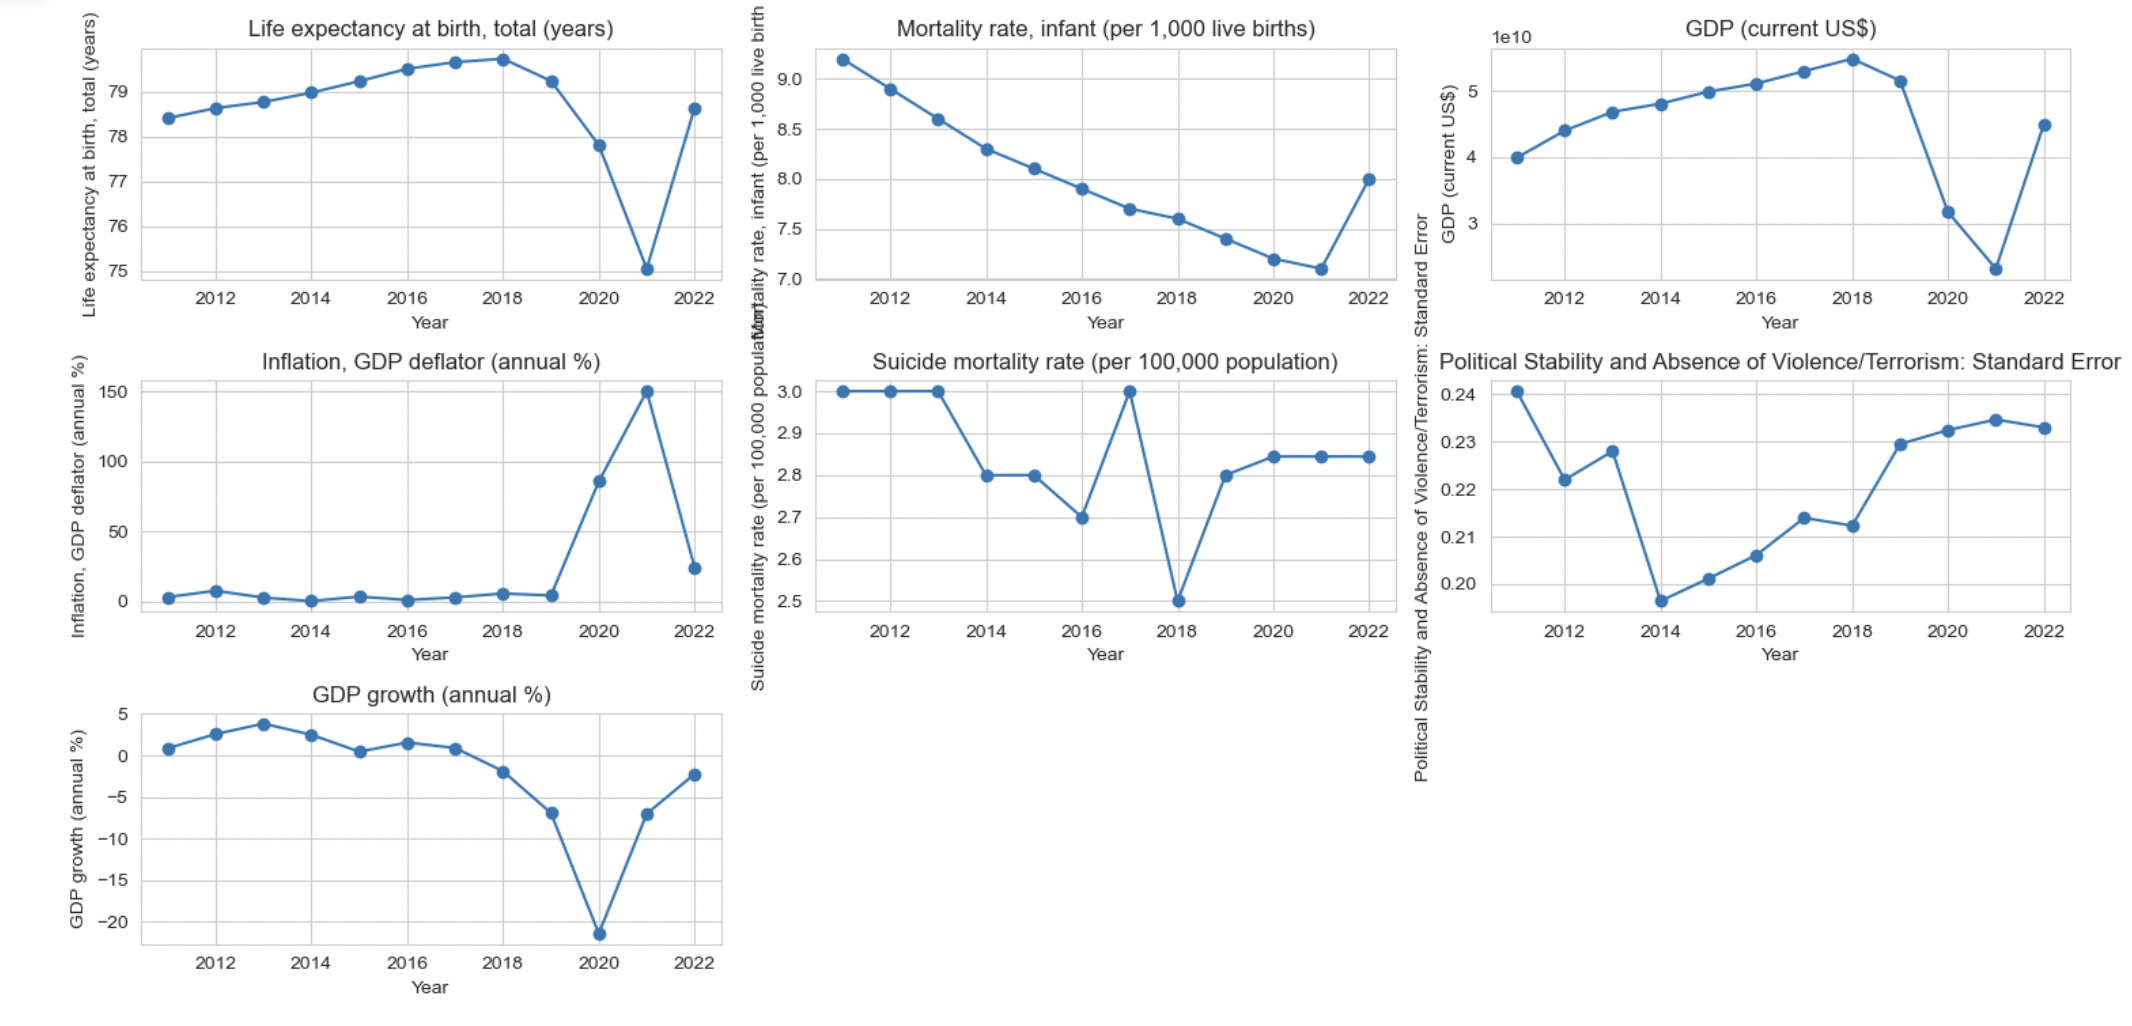 Life expectancy at birth, total (years)
Life expectancy at birth, total (years)
79
78
77
76
75
2012 2014 2016 2018 2020 2022
Year
Mortality rate, infant (per 1,000 live births)
Mortality rate, infant (per 1,000 live birth
9.0
8.5
8.0
7.5
7.0
2012 2014 2016 2018 2020 2022
Year
GDP (current US$)
1e10
GDP (current US$)
5
4
3
2012 2014 2016 2018 2020 2022
Year
Inflation, GDP deflator (annual %)
Inflation, GDP deflator (annual %)
150
100
50
0
2012 2014 2016 2018 2020 2022
Year
Suicide mortality rate (per 100,000 population)
Suicide mortality rate (per 100,000 population)
3.0
2.9
2.8
2.7
2.6
2.5
2012 2014 2016 2018 2020 2022
Year
Political Stability and Absence of Violence/Terrorism: Standard Error
Political Stability and Absence of Violence/Terrorism: Standard Error
0.24
0.23
0.22
0.21
0.20
2012 2014 2016 2018 2020 2022
Year
GDP growth (annual %)
GDP growth (annual %)
5
0
−5
−10
−15
−20
2012 2014 2016 2018 2020 2022
Year